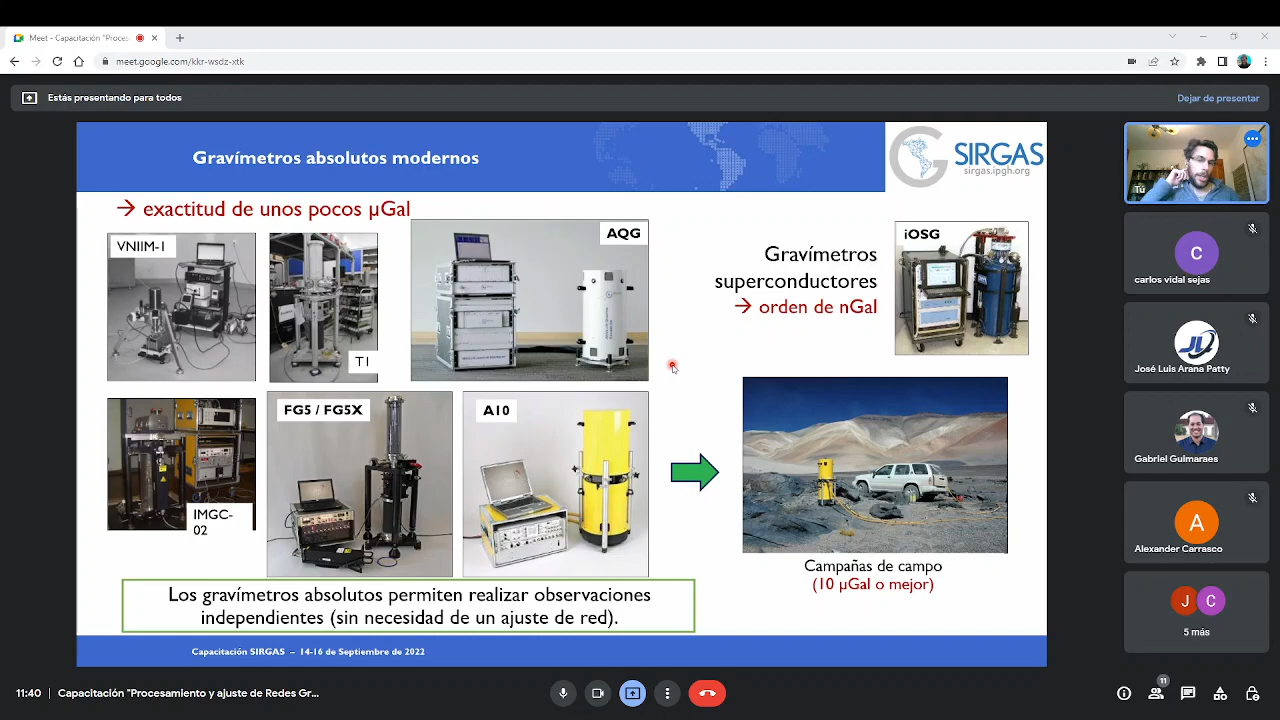 Meet - Capacitación "Proces
meet.google.com/kkr-wsdz-xtk
Estás presentando para todos
Dejar de presentar
Gravímetros absolutos modernos
SIRGAS
sirgas.ipgh.org
→ exactitud de unos pocos μGal
VNIIM-1
T1
AQG
Gravímetros
superconductores
→ orden de nGal
iOSG
IMGC-
02
FG5 / FG5X
A10
Campañas de campo
(10 μGal o mejor)
Los gravímetros absolutos permiten realizar observaciones
independientes (sin necesidad de un ajuste de red).
Capacitación SIRGAS – 14-16 de Septiembre de 2022
Tú
C
carlos vidal sejas
José Luis Arana Patty
Gabriel Guimaraes
A
Alexander Carrasco
J C
5 más
11:40 | Capacitación "Procesamiento y ajuste de Redes Gr...
11